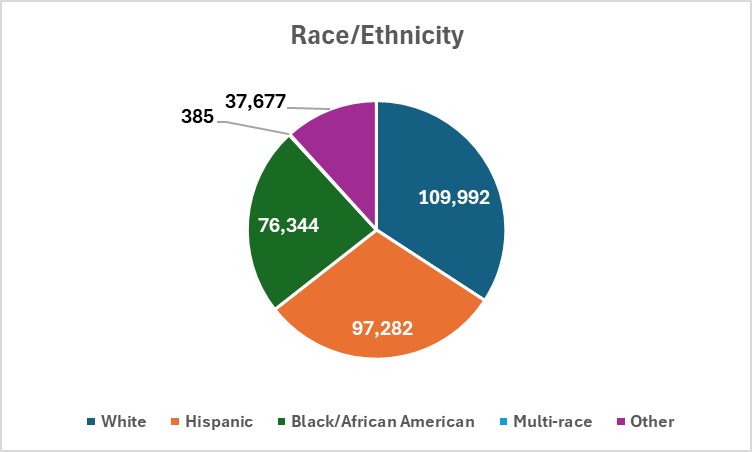 Race/Ethnicity
37,677
385
109,992
76,344
97,282
White Hispanic Black/African American Multi-race Other